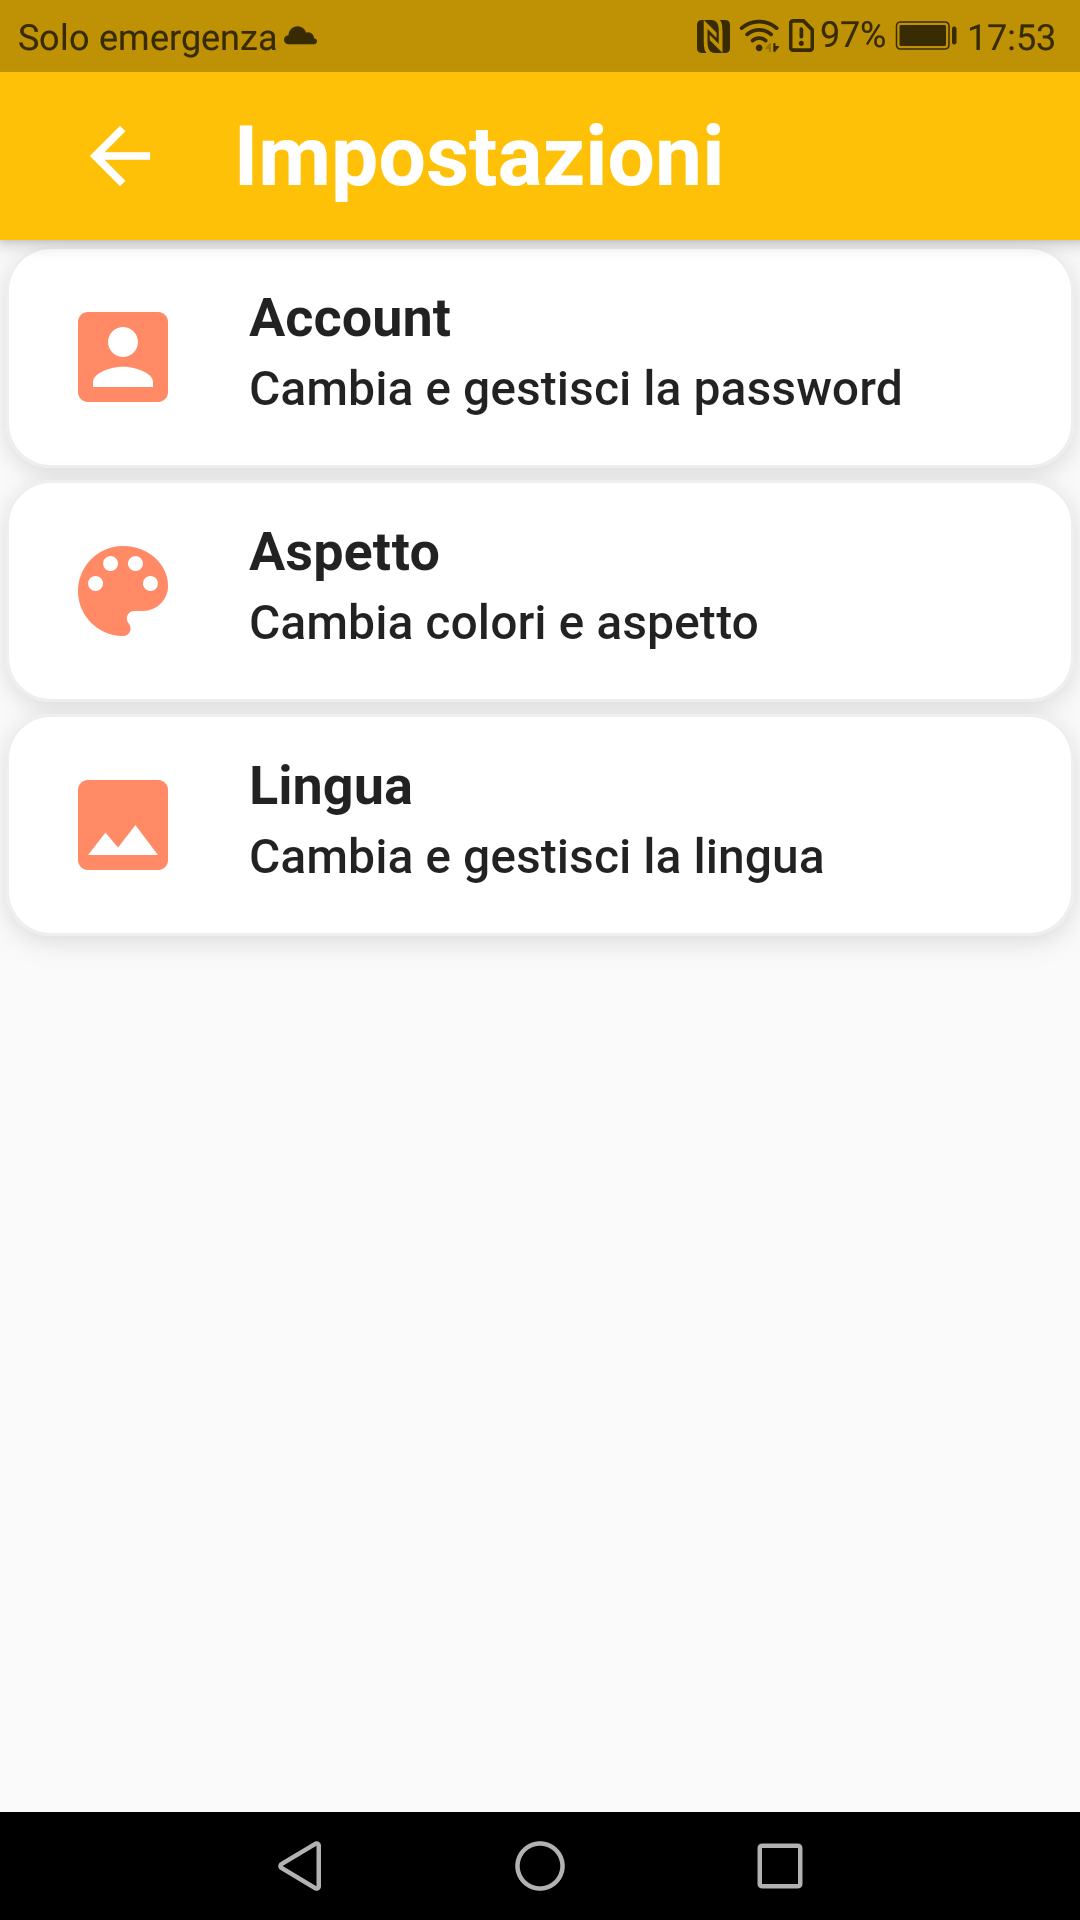 Solo emergenza 97% 17:53
Impostazioni
Account
Cambia e gestisci la password
Aspetto
Cambia colori e aspetto
Lingua
Cambia e gestisci la lingua